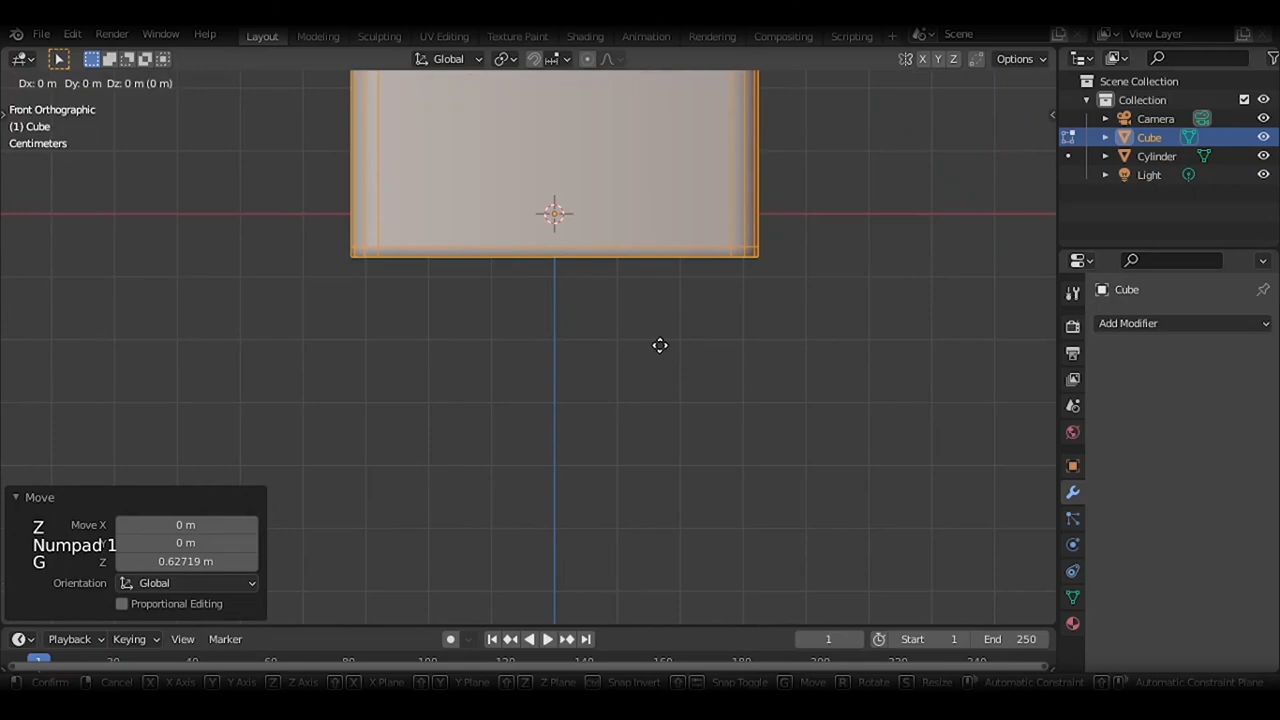 File Edit Render Window Help Layout Modeling Sculpting UV Editing Texture Paint Shading Animation Rendering Compositing Scripting + Scene View Layer
Global X Y Z Options
Dx: 0 m Dy: 0 m Dz: 0 m (0 m)
Front Orthographic
(1) Cube
Centimeters
Scene Collection
Collection
Camera
Cube
Cylinder
Light
Cube
Add Modifier
Move
Z
Numpad 1
G
Move X 0 m
Y 0 m
Z 0.62719 m
Orientation Global
Proportional Editing
Playback Keying View Marker 1 Start 1 End 250
1
Confirm Cancel X X Axis Y Y Axis Z Z Axis X X Plane Y Y Plane Z Z Plane Snap Invert Snap Toggle G Move R Rotate S Resize Automatic Constraint Automatic Constraint Plane